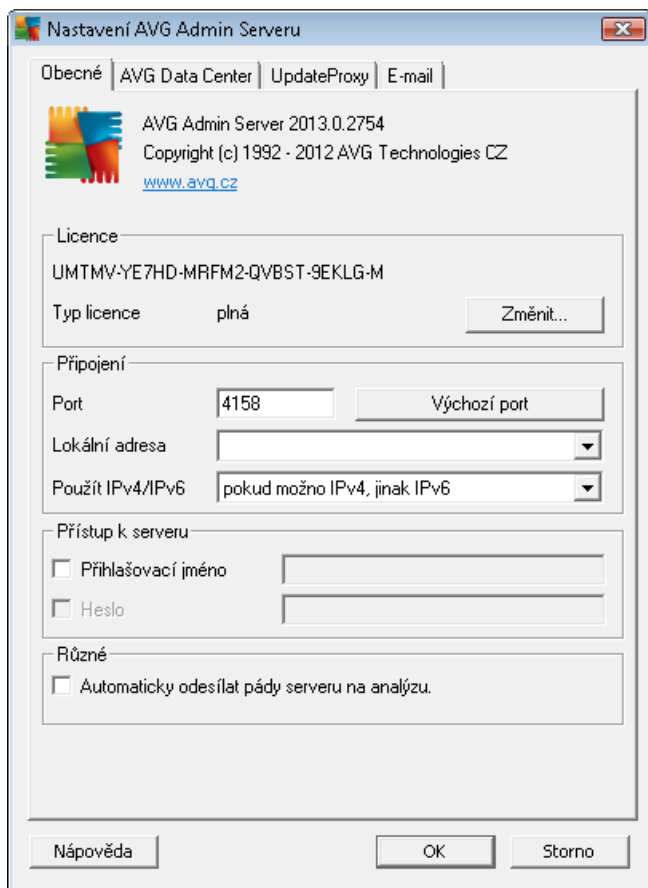 Nastavení AVG Admin Serveru
Obecné AVG Data Center UpdateProxy E-mail
AVG Admin Server 2013.0.2754
Copyright (c) 1992 - 2012 AVG Technologies CZ
www.avg.cz
Licence
UMTMV-YE7HD-MRFM2-QVBST-9EKLG-M
Typ licence plná Změnit...
Připojení
Port 4158 Výchozí port
Lokální adresa
Použít IPv4/IPv6 pokud možno IPv4, jinak IPv6
Přístup k serveru
Přihlašovací jméno
Heslo
Různé
Automaticky odesílat pády serveru na analýzu.
Nápověda OK Storno